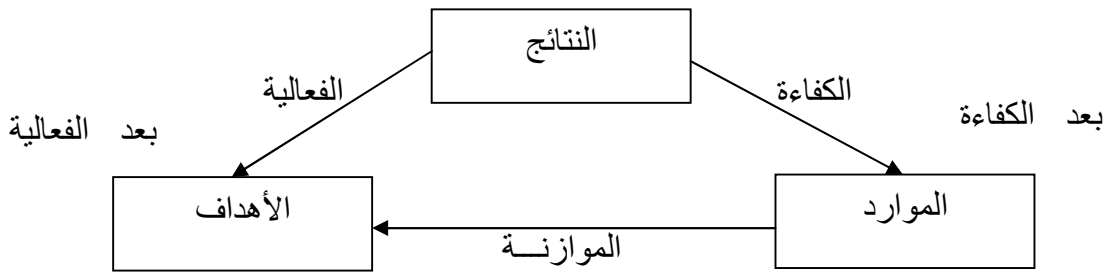 النتائج
الكفاءة
الفعالية
بعد الكفاءة
بعد الفعالية
الموارد
الأهداف
الموازنـــة